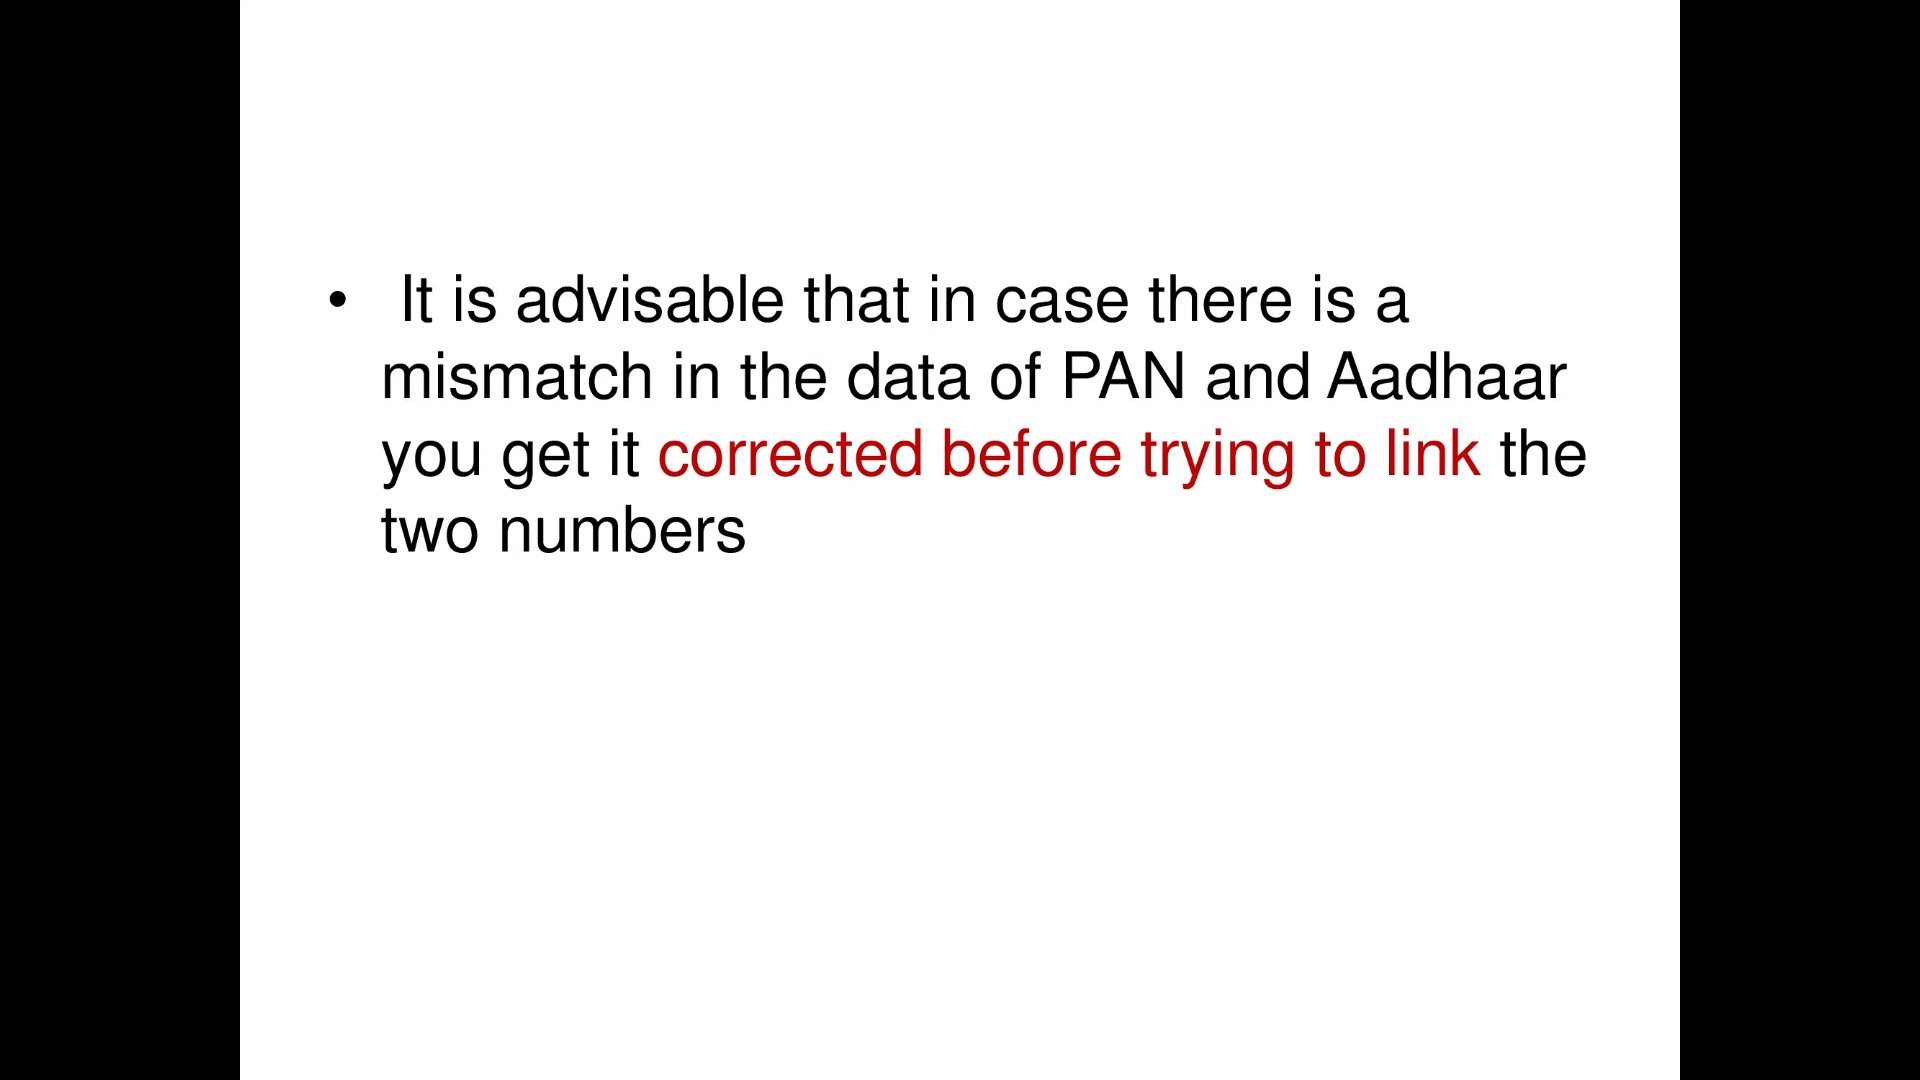 • It is advisable that in case there is a
mismatch in the data of PAN and Aadhaar
you get it corrected before trying to link the
two numbers